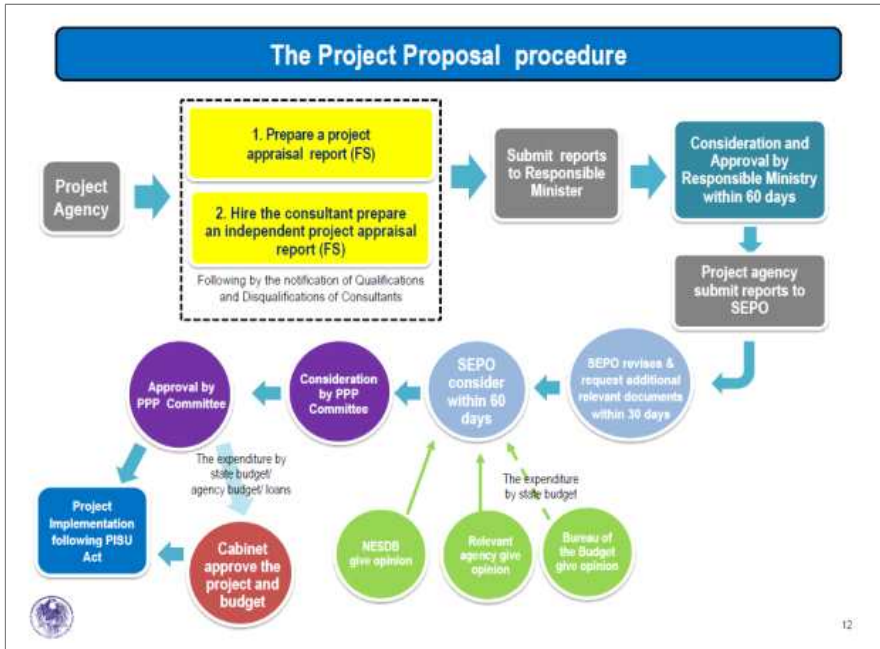 The Project Proposal procedure
Project
Agency
1. Prepare a project
appraisal report (FS)
2. Hire the consultant prepare
an independent project appraisal
report (FS)
Following by the notification of Qualifications
and Disqualifications of Consultants
Submit reports
to Responsible
Minister
Consideration and
Approval by
Responsible Ministry
within 60 days
Project agency
submit reports to
SEPO
SEPO revises &
request additional
relevant documents
within 30 days
SEPO
consider
within 60
days
Consideration
by PPP
Committee
Approval by
PPP Committee
The expenditure by
state budget/
agency budget/ loans
The expenditure
by state budget
Project
Implementation
following PISU
Act
Cabinet
approve the
project and
budget
NESDB
give opinion
Relevant
agency give
opinion
Bureau of
the Budget
give opinion
12